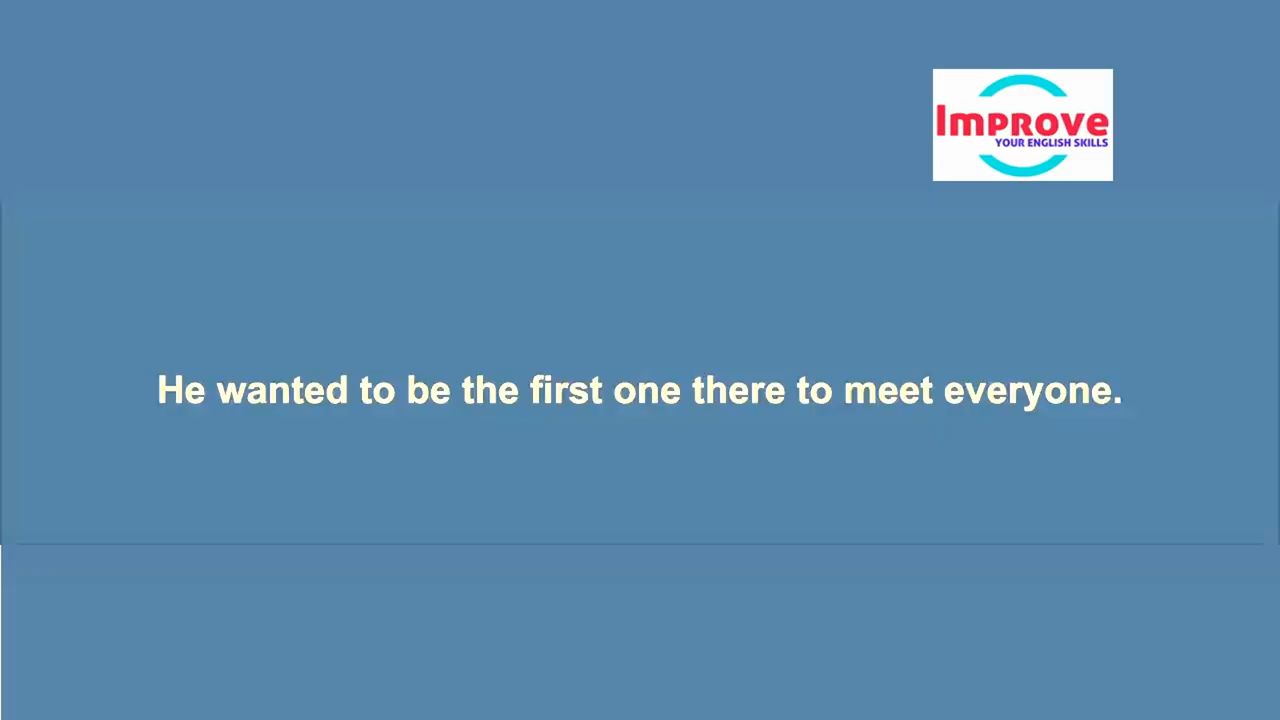 Improve
YOUR ENGLISH SKILLS
He wanted to be the first one there to meet everyone.